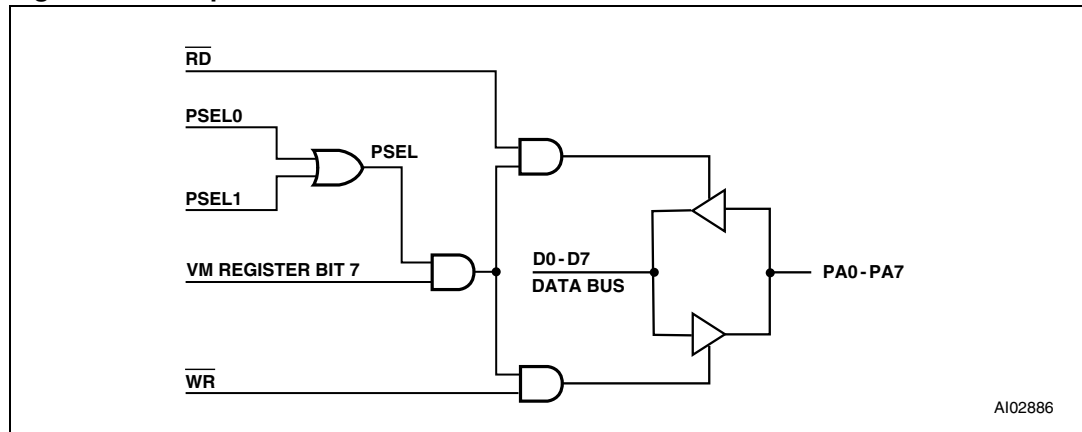 RD
PSEL0
PSEL
PSEL1
D0-D7
VM REGISTER BIT 7
PA0-PA7
DATA BUS
WR
AI02886